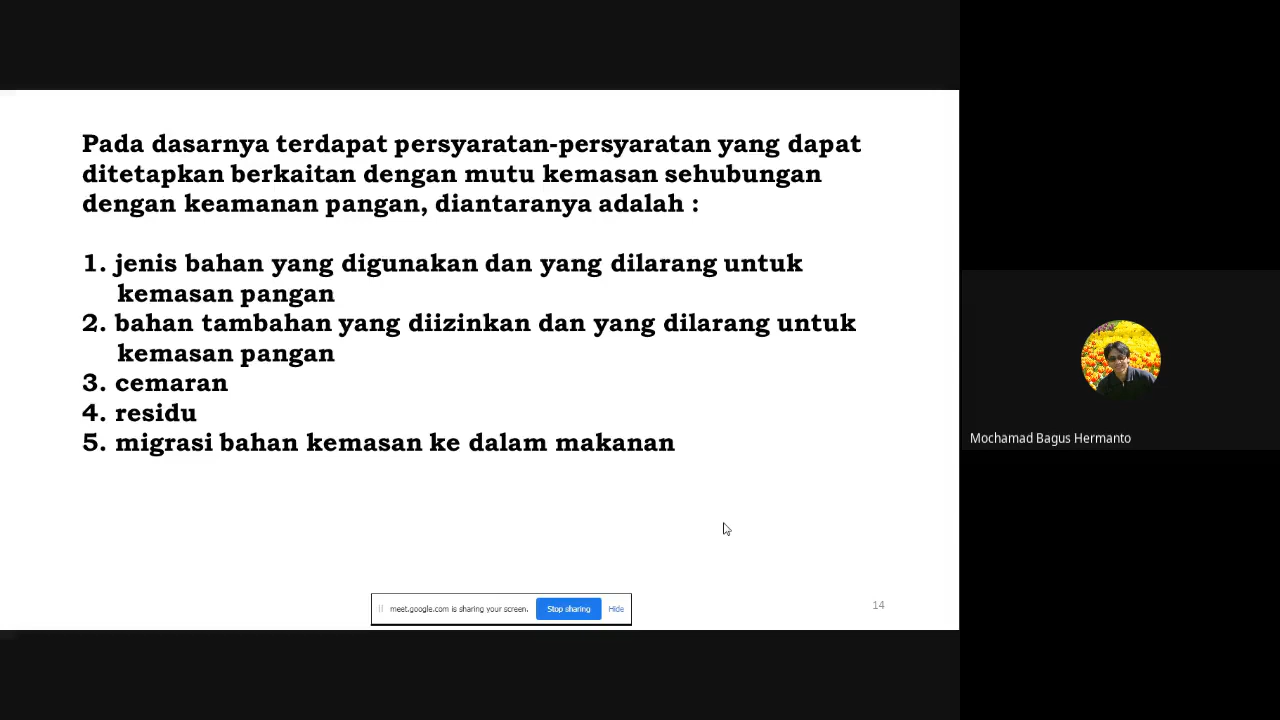 Pada dasarnya terdapat persyaratan-persyaratan yang dapat
ditetapkan berkaitan dengan mutu kemasan sehubungan
dengan keamanan pangan, diantaranya adalah :
1. jenis bahan yang digunakan dan yang dilarang untuk
kemasan pangan
2. bahan tambahan yang diizinkan dan yang dilarang untuk
kemasan pangan
3. cemaran
4. residu
5. migrasi bahan kemasan ke dalam makanan
Mochamad Bagus Hermanto
meet.google.com is sharing your screen. Stop sharing Hide
14